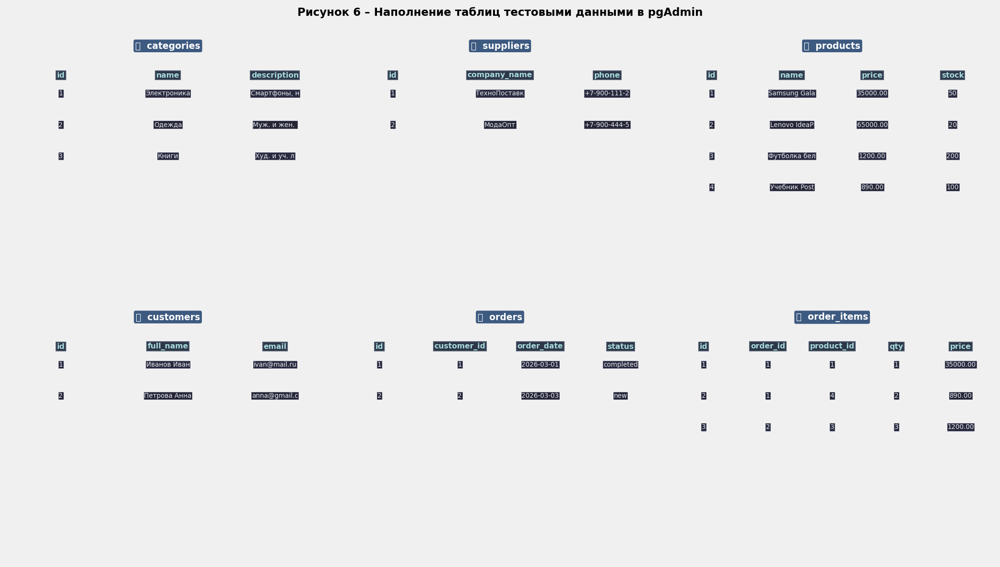 Рисунок 6 – Наполнение таблиц тестовыми данными в pgAdmin
categories
id name description
1 Электроника Смартфоны, н
2 Одежда Муж. и жен.
3 Книги Худ. и уч. л
suppliers
id company_name phone
1 ТехноПоставк +7-900-111-2
2 МодаОпт +7-900-444-5
products
id name price stock
1 Samsung Gala 35000.00 50
2 Lenovo IdeaP 65000.00 20
3 Футболка бел 1200.00 200
4 Учебник Post 890.00 100
customers
id full_name email
1 Иванов Иван ivan@mail.ru
2 Петрова Анна anna@gmail.c
orders
id customer_id order_date status
1 1 2026-03-01 completed
2 2 2026-03-03 new
order_items
id order_id product_id qty price
1 1 1 1 35000.00
2 1 4 2 890.00
3 2 3 3 1200.00